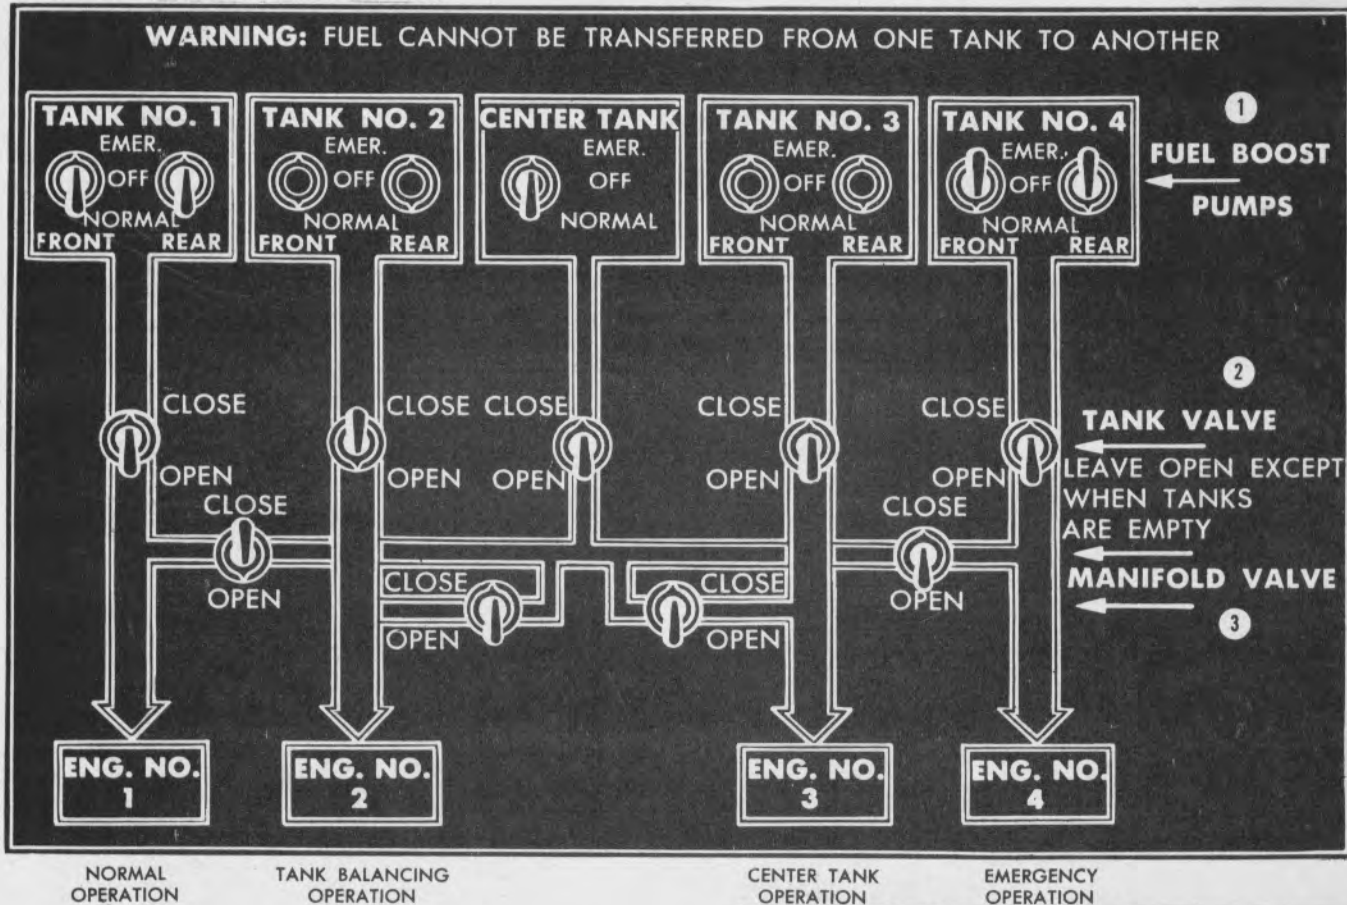 WARNING: FUEL CANNOT BE TRANSFERRED FROM ONE TANK TO ANOTHER
TANK NO. 1
EMER.
OFF
NORMAL
FRONT REAR
TANK NO. 2
EMER.
OFF
NORMAL
FRONT REAR
CENTER TANK
EMER.
OFF
NORMAL
TANK NO. 3
EMER.
OFF
NORMAL
FRONT REAR
TANK NO. 4
EMER.
OFF
NORMAL
FRONT REAR
1
FUEL BOOST
PUMPS
CLOSE
OPEN
CLOSE
OPEN
CLOSE
OPEN
CLOSE
OPEN
CLOSE
OPEN
2
TANK VALVE
LEAVE OPEN EXCEPT
WHEN TANKS
ARE EMPTY
CLOSE
OPEN
CLOSE
OPEN
CLOSE
OPEN
CLOSE
OPEN
MANIFOLD VALVE
3
ENG. NO.
1
ENG. NO.
2
ENG. NO.
3
ENG. NO.
4
NORMAL
OPERATION
TANK BALANCING
OPERATION
CENTER TANK
OPERATION
EMERGENCY
OPERATION